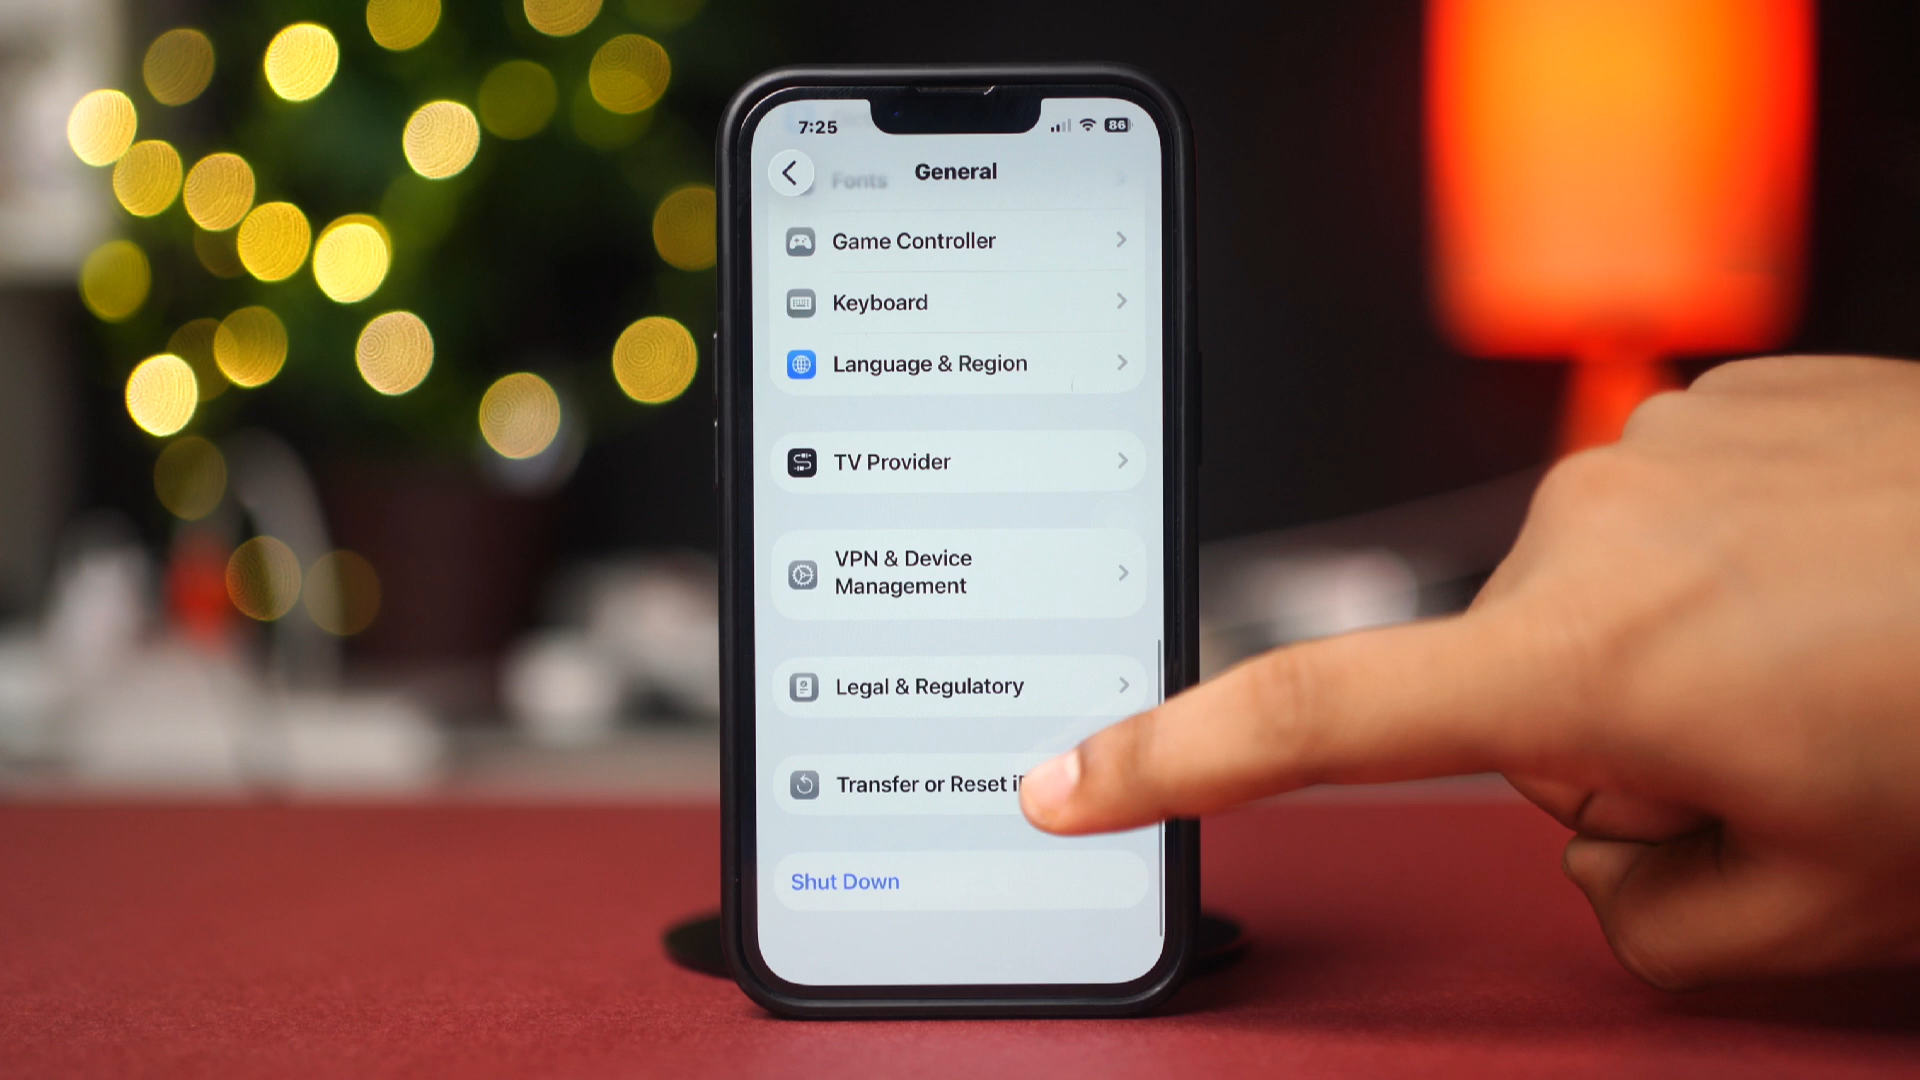 7:25
86
General
Fonts
Game Controller
Keyboard
Language & Region
TV Provider
VPN & Device
Management
Legal & Regulatory
Transfer or Reset i
Shut Down